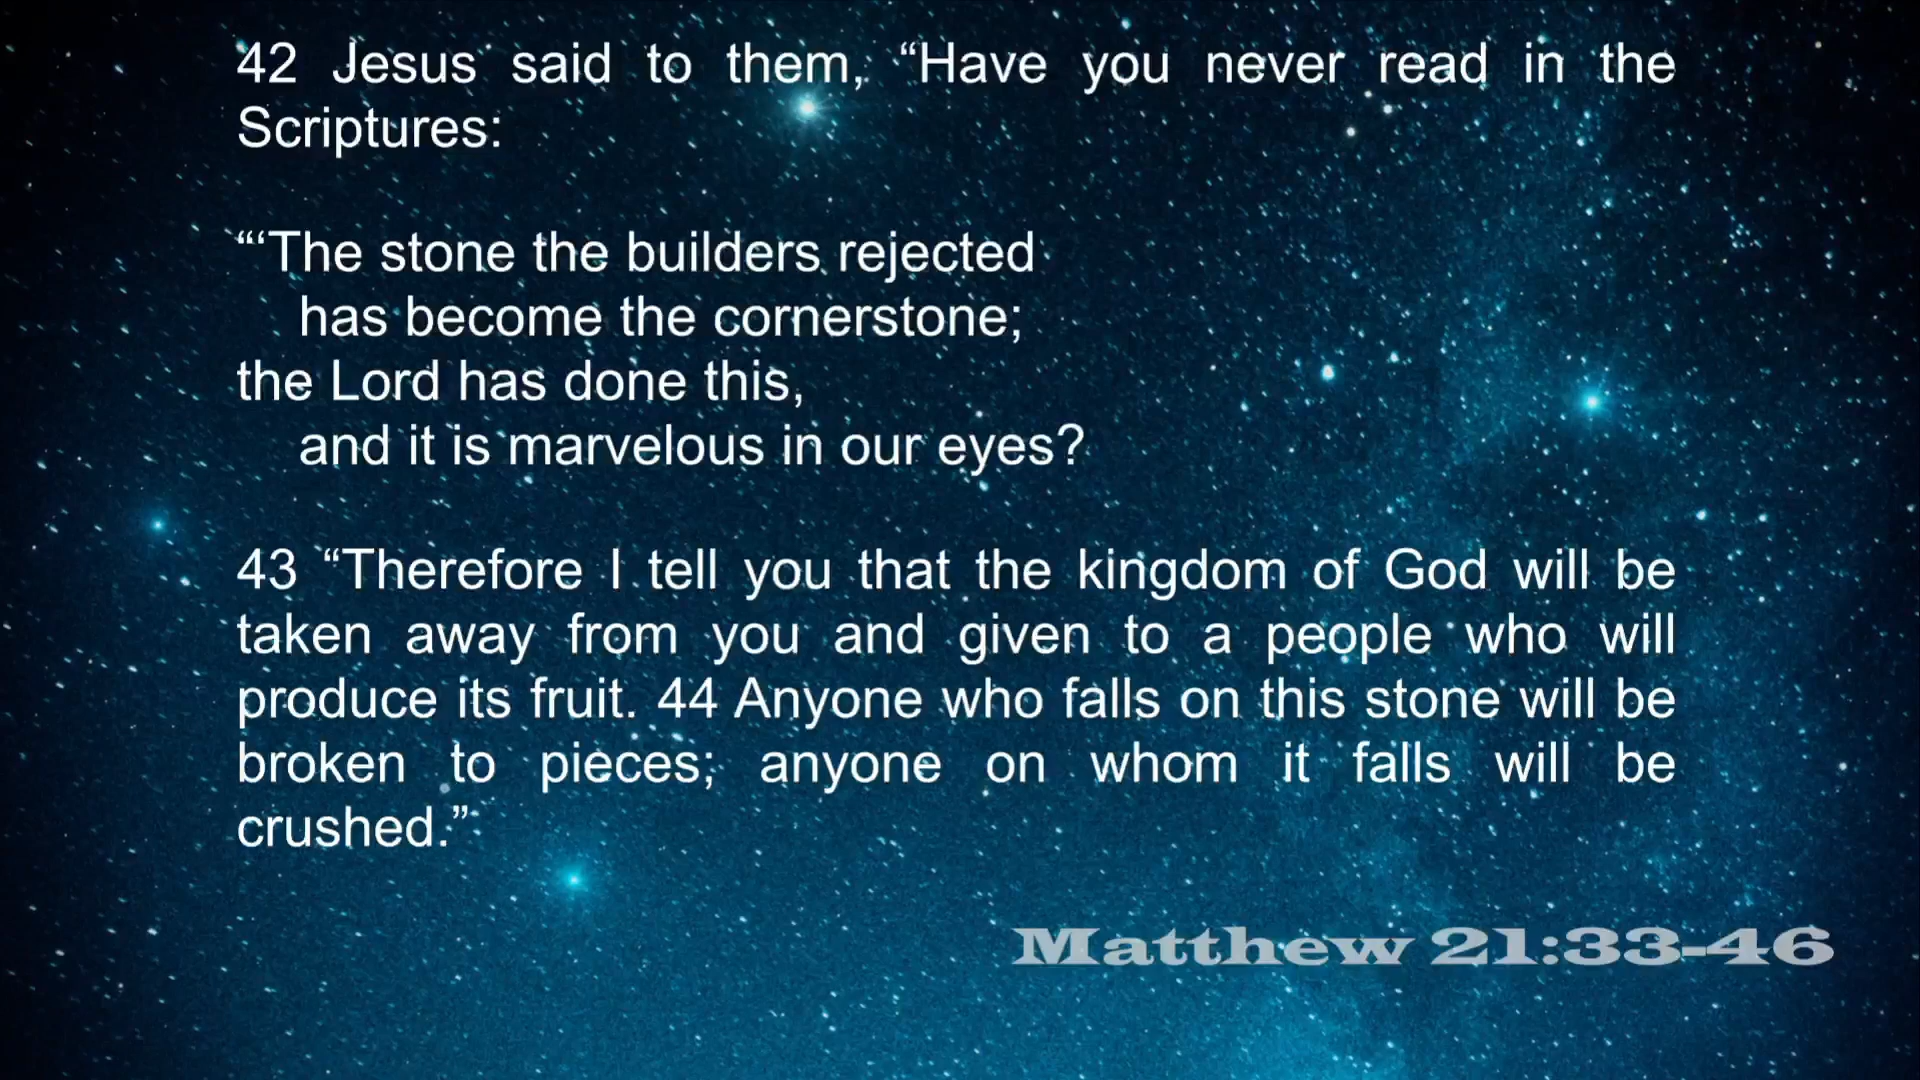 42 Jesus said to them, “Have you never read in the
Scriptures:
“‘The stone the builders rejected
has become the cornerstone;
the Lord has done this,
and it is marvelous in our eyes?
43 “Therefore I tell you that the kingdom of God will be
taken away from you and given to a people who will
produce its fruit. 44 Anyone who falls on this stone will be
broken to pieces; anyone on whom it falls will be
crushed.”
Matthew 21:33-46